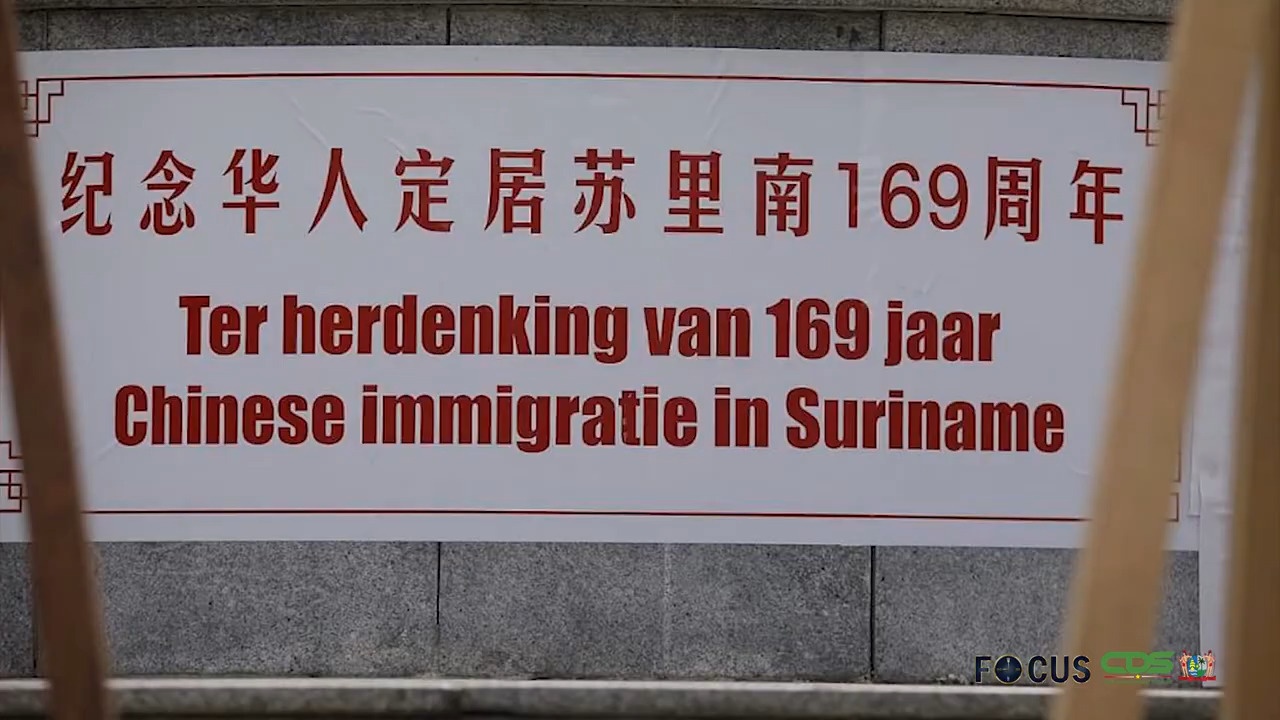 纪念华人定居苏里南169周年
Ter herdenking van 169 jaar
Chinese immigratie in Suriname
FOCUS CDS